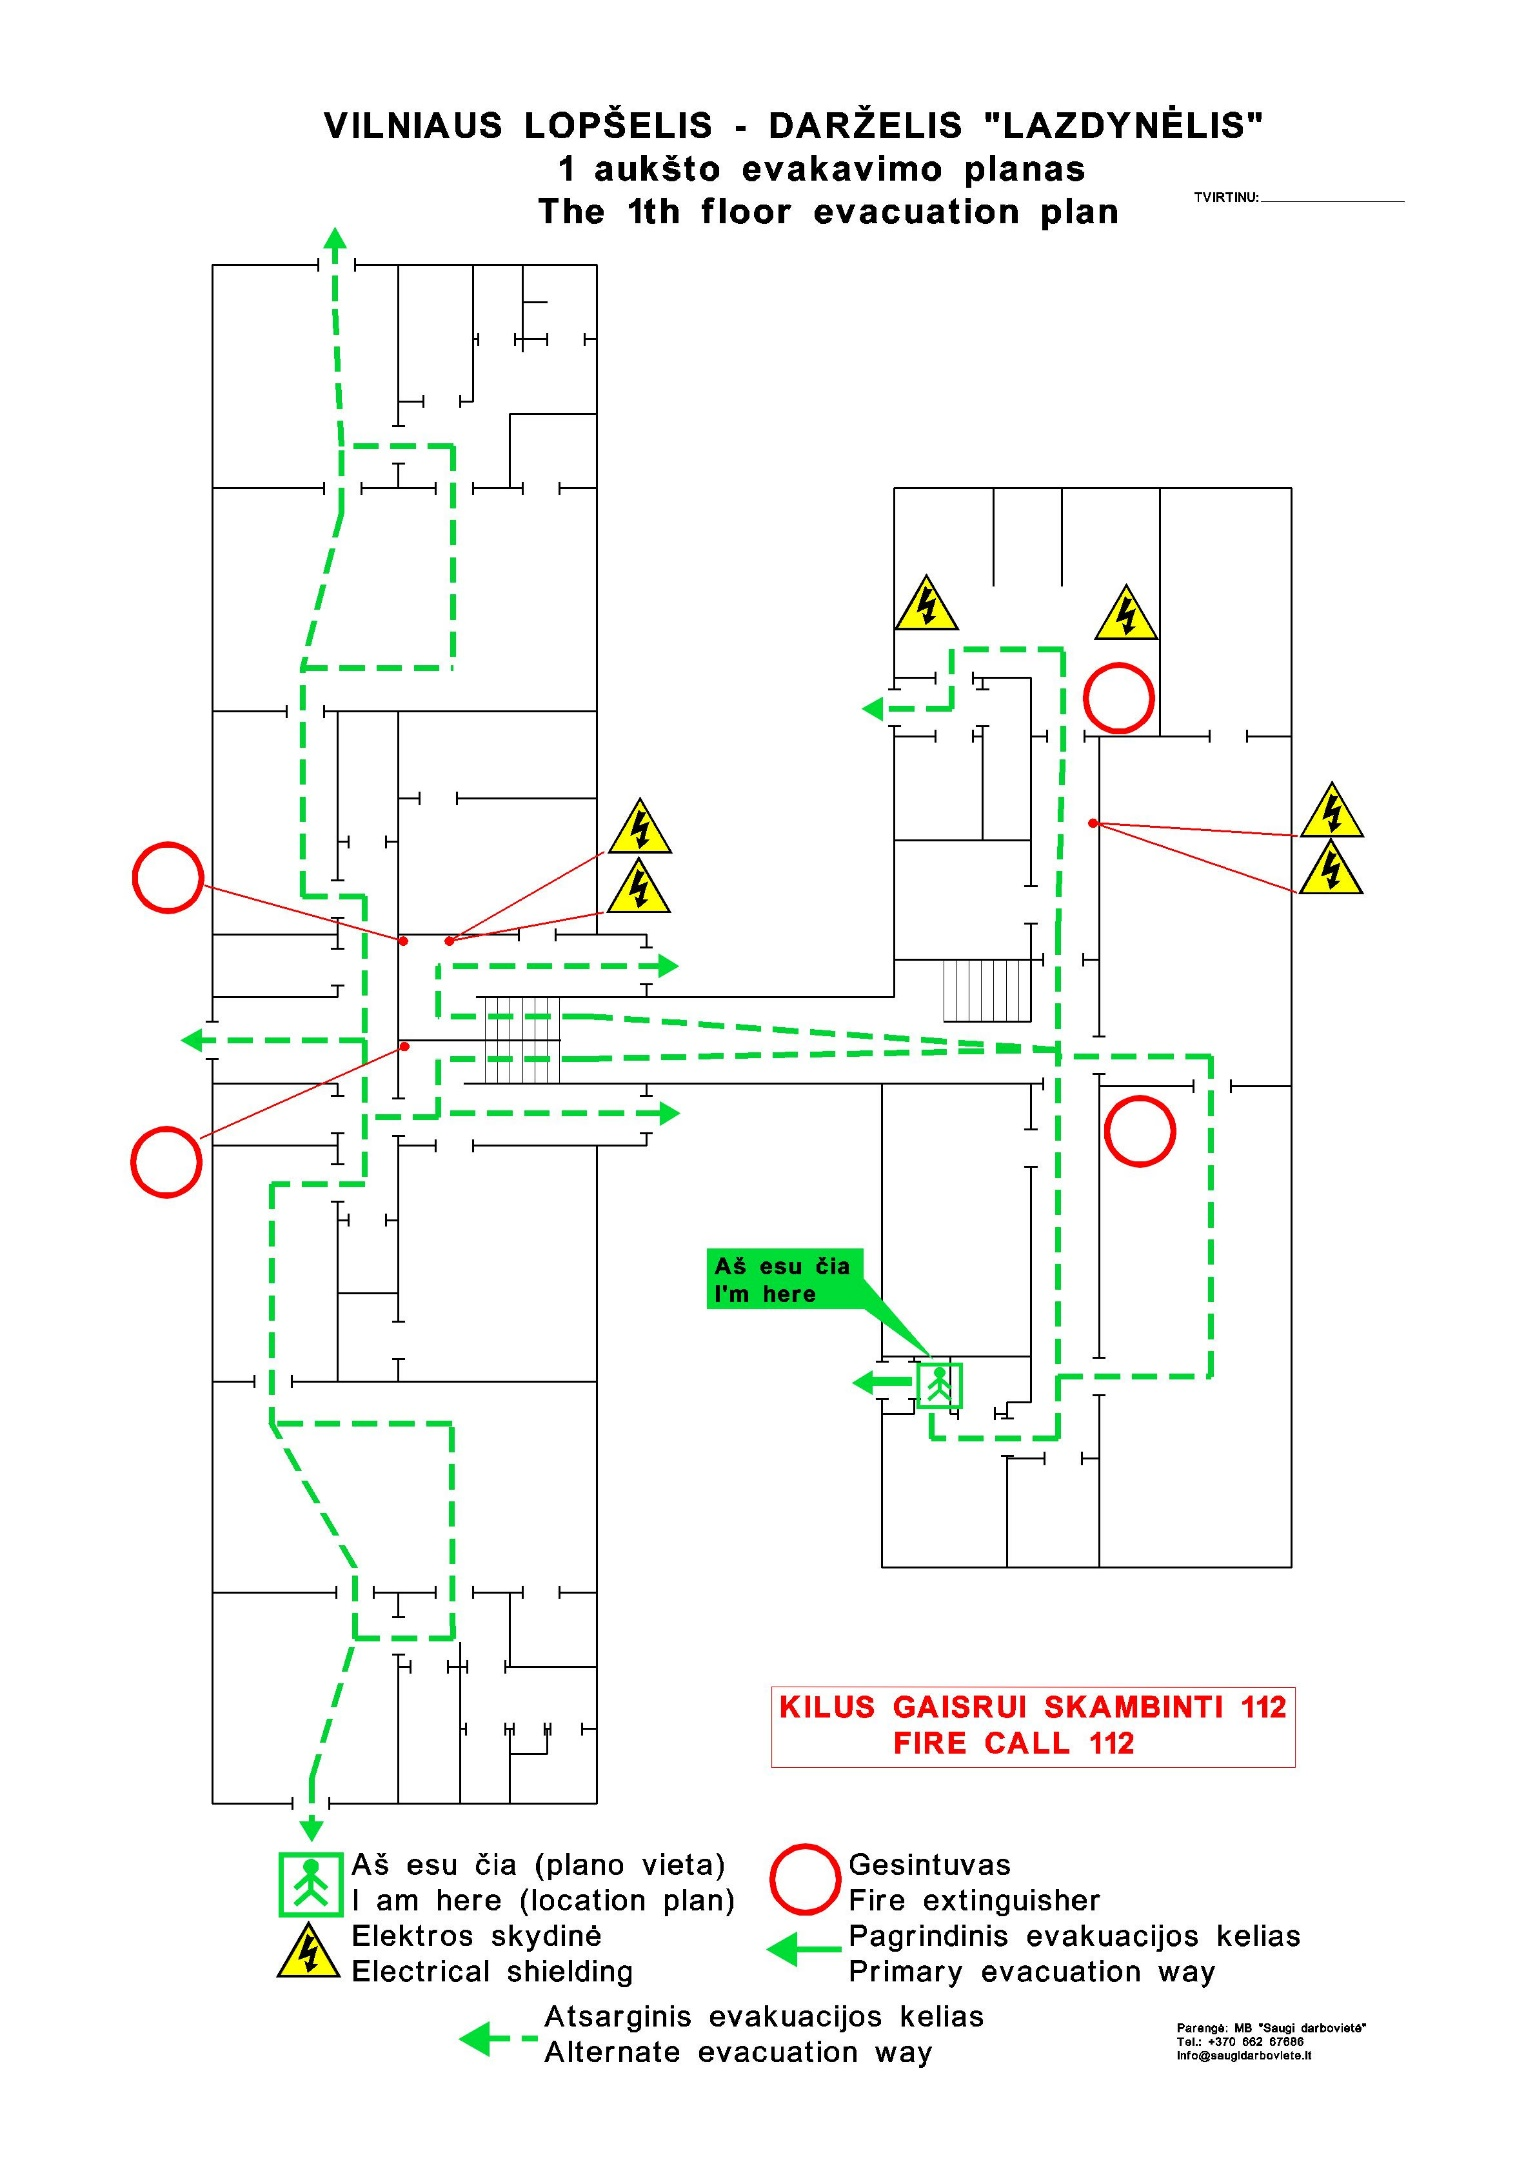 VILNIAUS LOPŠELIS - DARŽELIS "LAZDYNĖLIS"
1 aukšto evakavimo planas
The 1th floor evacuation plan
TVIRTINU:
Aš esu čia
I'm here
KILUS GAISRUI SKAMBINTI 112
FIRE CALL 112
Aš esu čia (plano vieta)
I am here (location plan)
Elektros skydinė
Electrical shielding
Gesintuvas
Fire extinguisher
Pagrindinis evakuacijos kelias
Primary evacuation way
Atsarginis evakuacijos kelias
Alternate evacuation way
Parengė: MB "Saugi darbovietė"
Tel.: +370 662 67686
info@saugidarboviete.lt